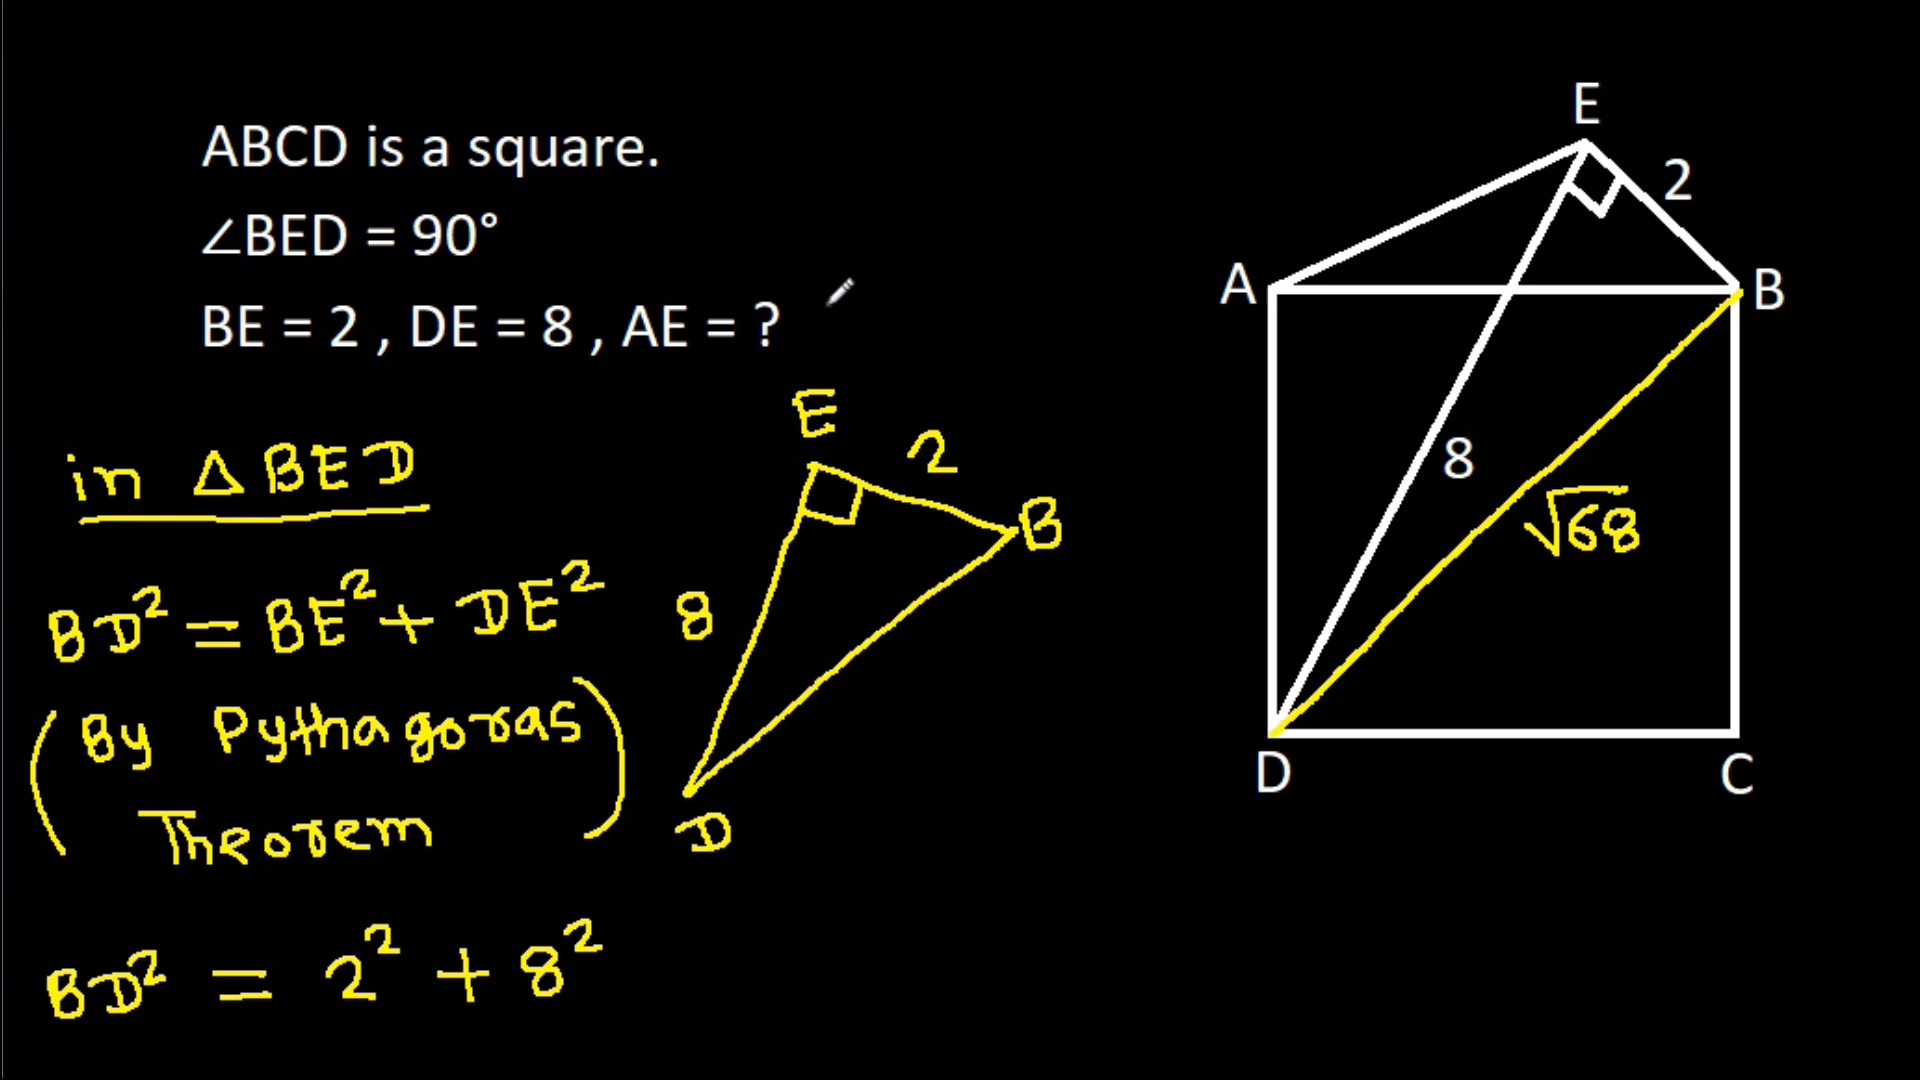 ABCD is a square.
∠BED = 90°
BE = 2 , DE = 8 , AE = ?
in △ BED
BD² = BE² + DE²
(By Pythagoras
Theorem)
BD² = 2² + 8²
E
2
B
8
D
E
2
A
B
8
√68
D
C